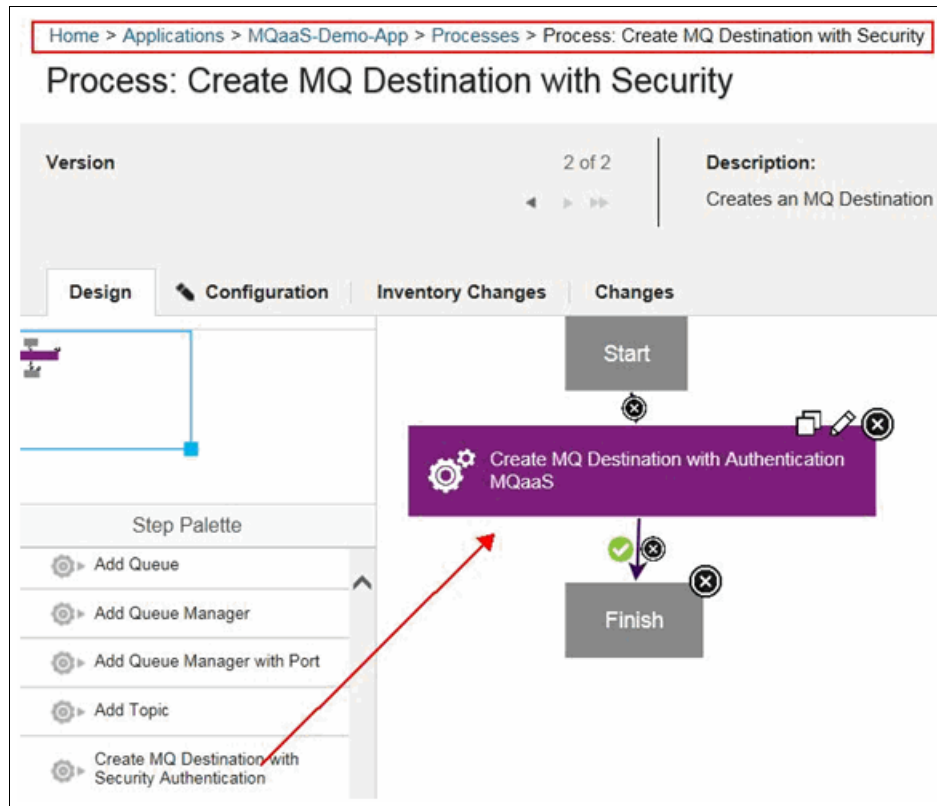 Home > Applications > MQaaS-Demo-App > Processes > Process: Create MQ Destination with Security
Process: Create MQ Destination with Security
Version
2 of 2
Description:
Creates an MQ Destination
Design
Configuration
Inventory Changes
Changes
Start
Create MQ Destination with Authentication
MQaaS
Finish
Step Palette
Add Queue
Add Queue Manager
Add Queue Manager with Port
Add Topic
Create MQ Destination with
Security Authentication